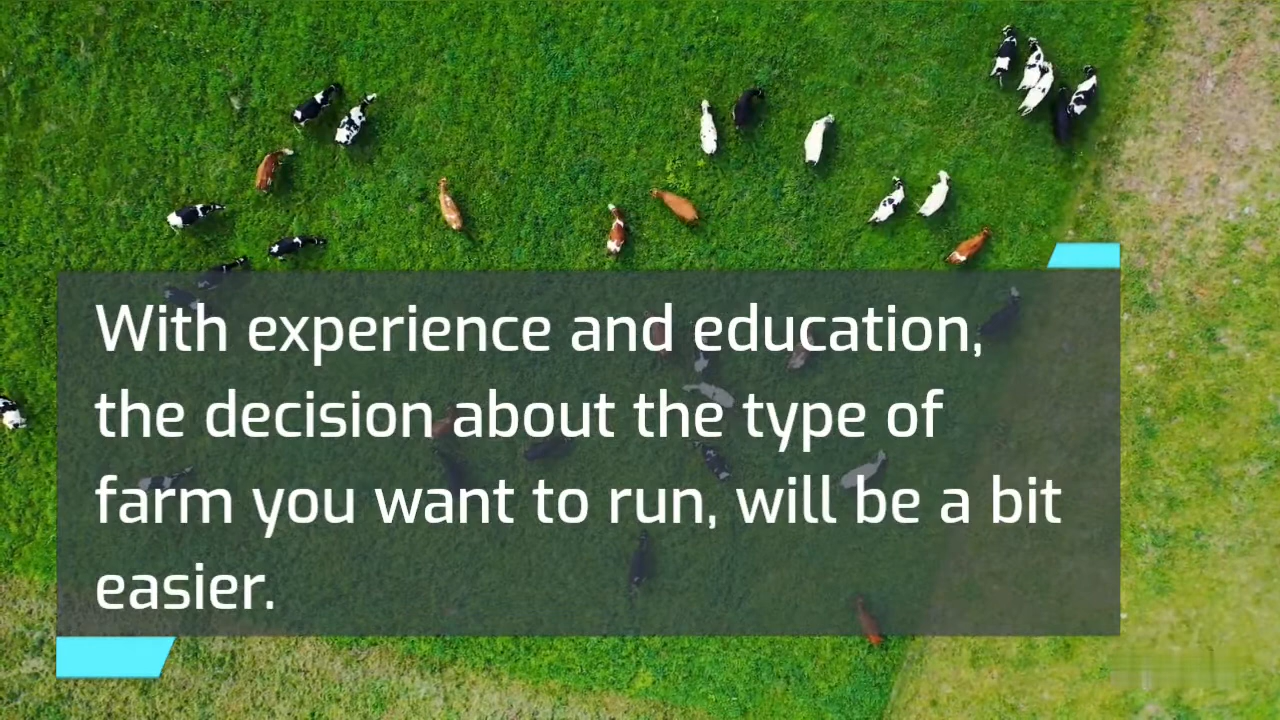 With experience and education,
the decision about the type of
farm you want to run, will be a bit
easier.